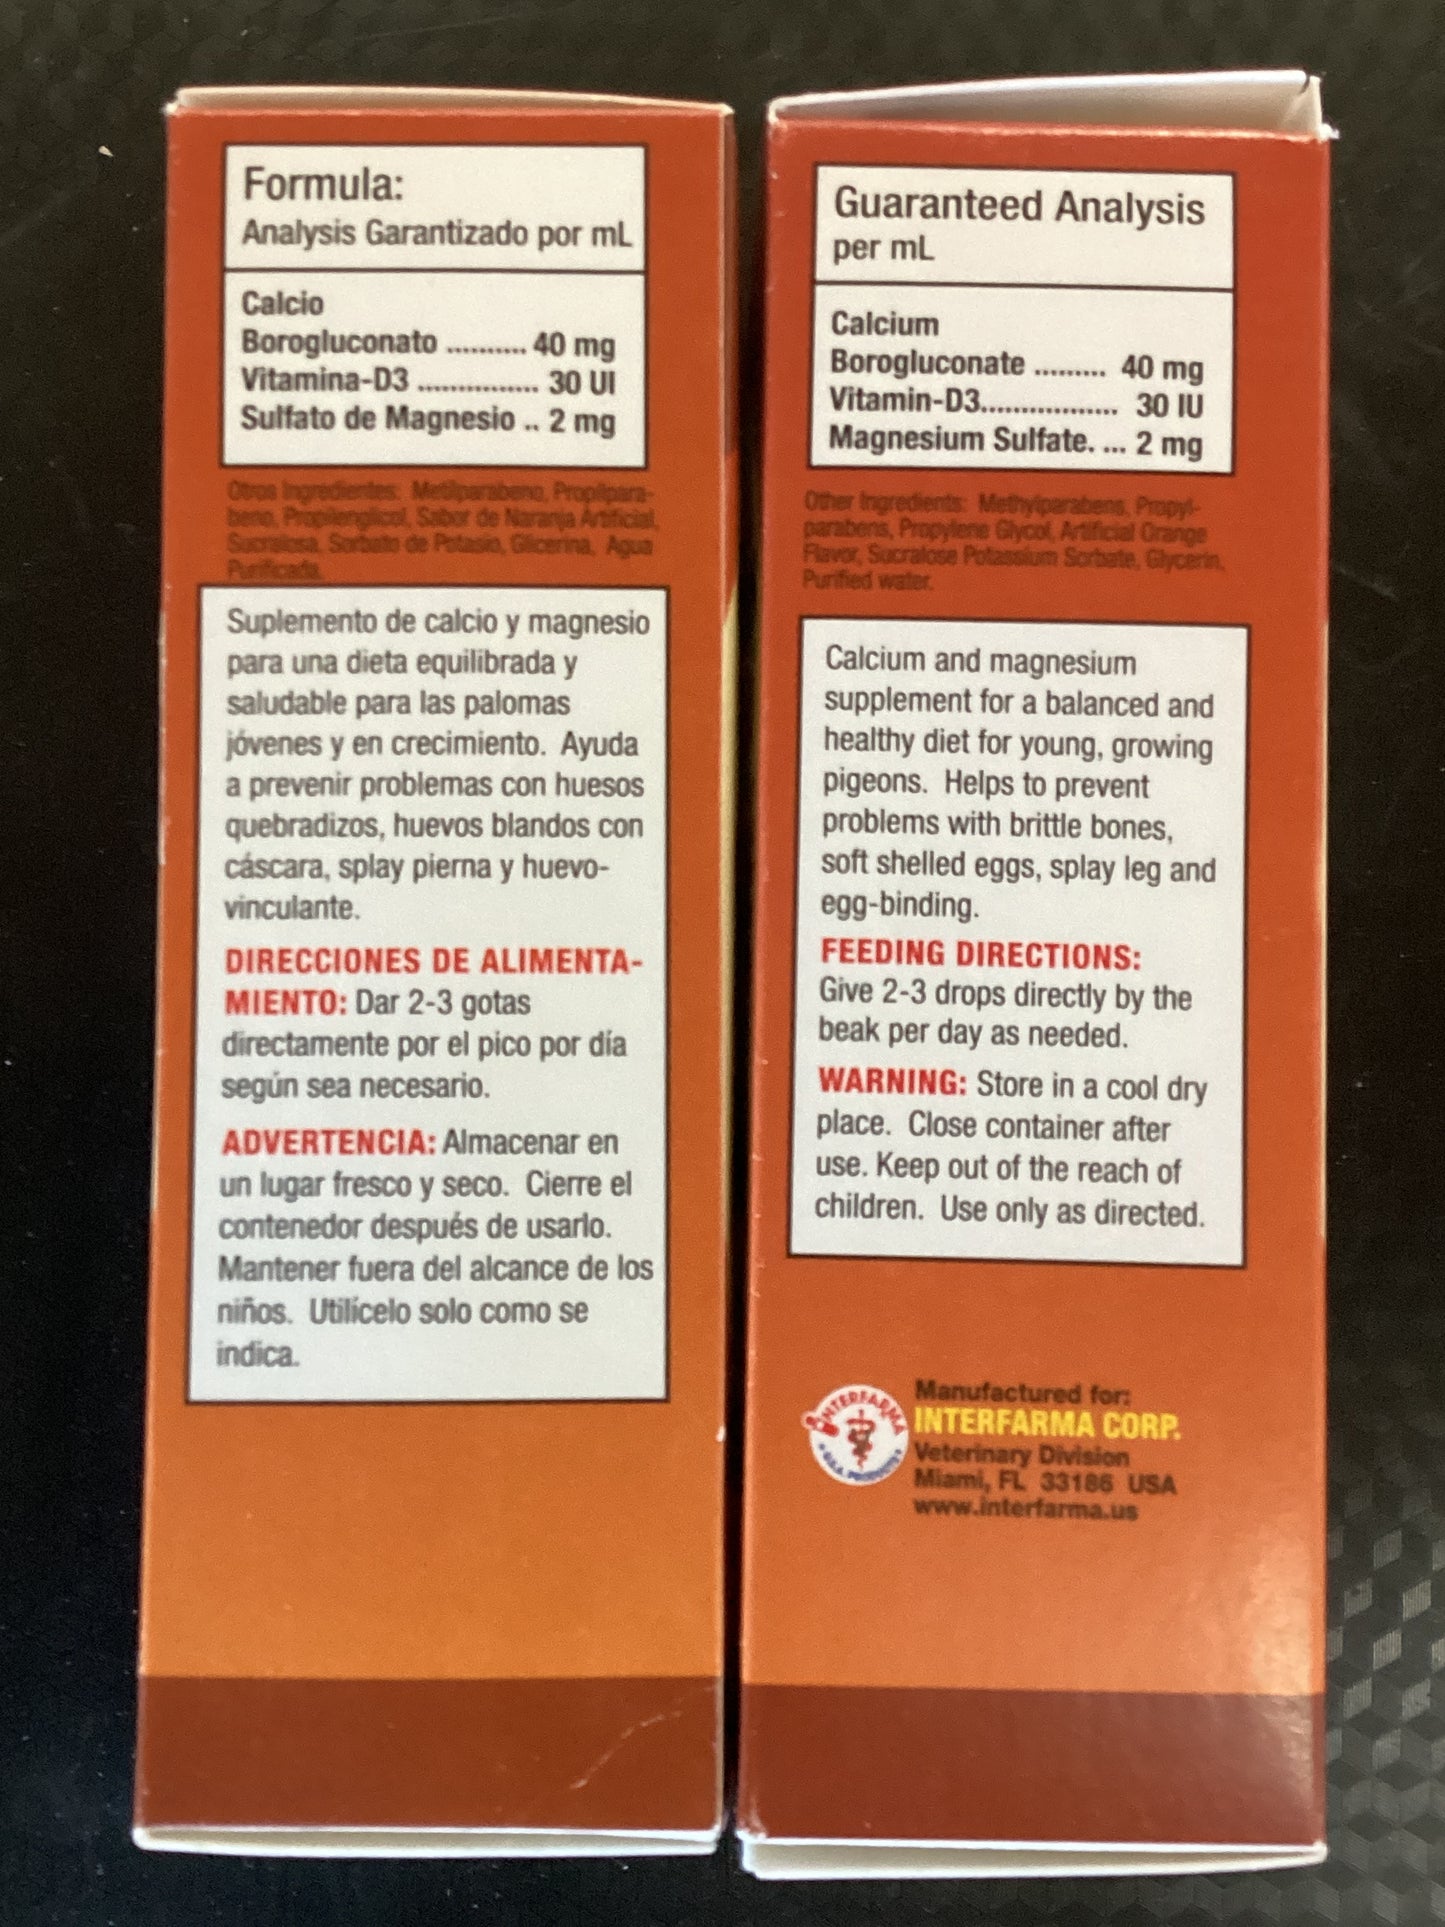 Formula:
Analysis Garantizado por mL
Calcio
Borogluconato .......... 40 mg
Vitamina-D3 ............... 30 UI
Sulfato de Magnesio .. 2 mg
Otros Ingredientes: Metilparabeno, Propilpara-
beno, Propilenglicol, Sabor de Naranja Artificial,
Sucralosa, Sorbato de Potasio, Glicerina, Agua
Purificada.
Suplemento de calcio y magnesio
para una dieta equilibrada y
saludable para las palomas
jóvenes y en crecimiento. Ayuda
a prevenir problemas con huesos
quebradizos, huevos blandos con
cáscara, splay pierna y huevo-
vinculante.
DIRECCIONES DE ALIMENTA-
MIENTO: Dar 2-3 gotas
directamente por el pico por día
según sea necesario.
ADVERTENCIA: Almacenar en
un lugar fresco y seco. Cierre el
contenedor después de usarlo.
Mantener fuera del alcance de los
niños. Utilícelo solo como se
indica.
Guaranteed Analysis
per mL
Calcium
Borogluconate ......... 40 mg
Vitamin-D3.................. 30 IU
Magnesium Sulfate. ... 2 mg
Other Ingredients: Methylparabens, Propyl-
parabens, Propylene Glycol, Artificial Orange
Flavor, Sucralose Potassium Sorbate, Glycerin,
Purified water.
Calcium and magnesium
supplement for a balanced and
healthy diet for young, growing
pigeons. Helps to prevent
problems with brittle bones,
soft shelled eggs, splay leg and
egg-binding.
FEEDING DIRECTIONS:
Give 2-3 drops directly by the
beak per day as needed.
WARNING: Store in a cool dry
place. Close container after
use. Keep out of the reach of
children. Use only as directed.
INTERFARMA
U.S.A. PRODUCTS
Manufactured for:
INTERFARMA CORP.
Veterinary Division
Miami, FL 33186 USA
www.interfarma.us